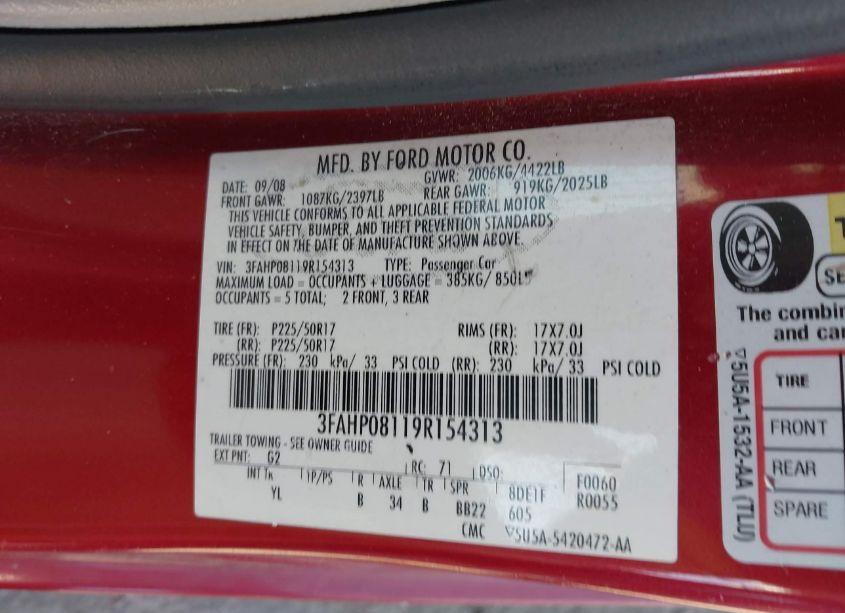 MFD. BY FORD MOTOR CO.
DATE: 09/08 GVWR: 2006KG/4422LB
FRONT GAWR: 1087KG/2397LB REAR GAWR: 919KG/2025LB
THIS VEHICLE CONFORMS TO ALL APPLICABLE FEDERAL MOTOR
VEHICLE SAFETY, BUMPER, AND THEFT PREVENTION STANDARDS
IN EFFECT ON THE DATE OF MANUFACTURE SHOWN ABOVE
VIN: 3FAHP08119R154313 TYPE: Passenger Car
MAXIMUM LOAD = OCCUPANTS + LUGGAGE = 385KG/ 850LB
OCCUPANTS = 5 TOTAL; 2 FRONT, 3 REAR
TIRE (FR): P225/50R17 RIMS (FR): 17X7.0J
(RR): P225/50R17 (RR): 17X7.0J
PRESSURE (FR): 230 kPa/ 33 PSI COLD (RR): 230 kPa/ 33 PSI COLD
3FAHP08119R154313
TRAILER TOWING - SEE OWNER GUIDE
EXT PNT: G2 RC: 71 DSO: F0060
INT TR TP/PS R AXLE TR SPR 8DE1F R0055
YL B 34 B BB22 605
CMC ▽5U5A-5420472-AA
SE
The combin
and car
TIRE
FRONT
REAR
SPARE
▽5U5A-1532-AA (TLU)